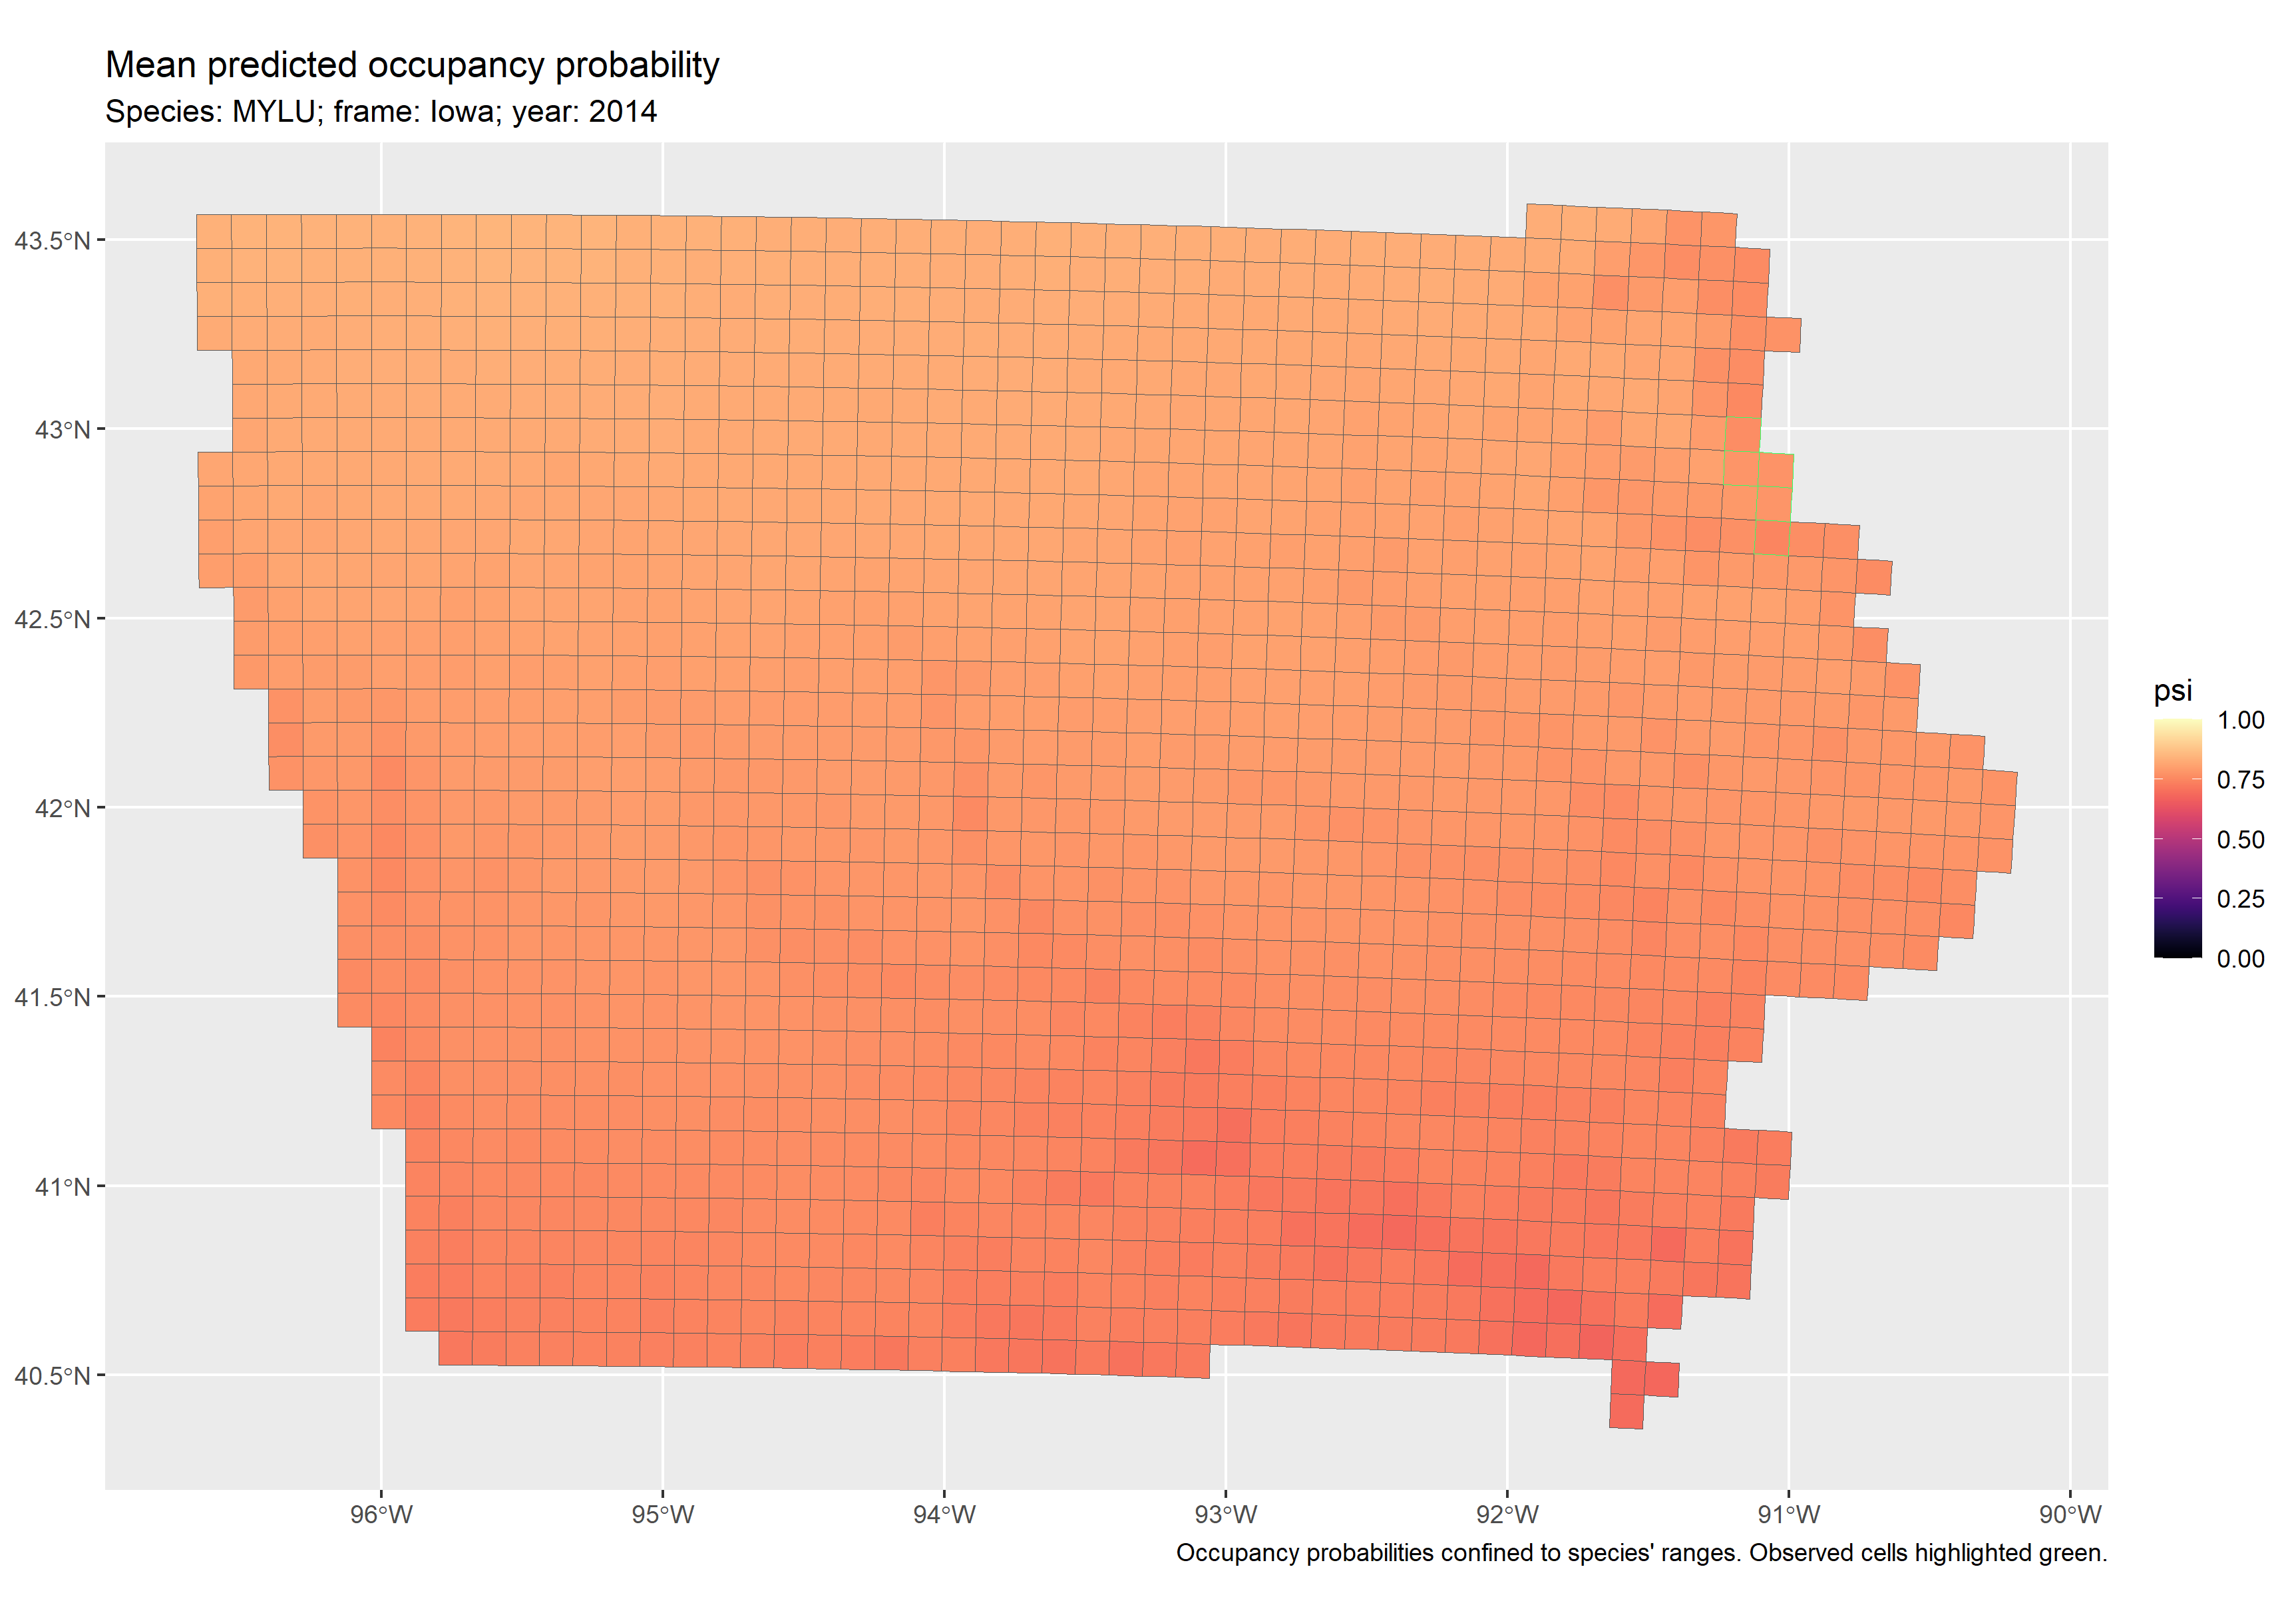 Mean predicted occupancy probability
Species: MYLU; frame: Iowa; year: 2014
43.5°N
43°N
42.5°N
42°N
41.5°N
41°N
40.5°N
96°W
95°W
94°W
93°W
92°W
91°W
90°W
psi
1.00
0.75
0.50
0.25
0.00
Occupancy probabilities confined to species' ranges. Observed cells highlighted green.